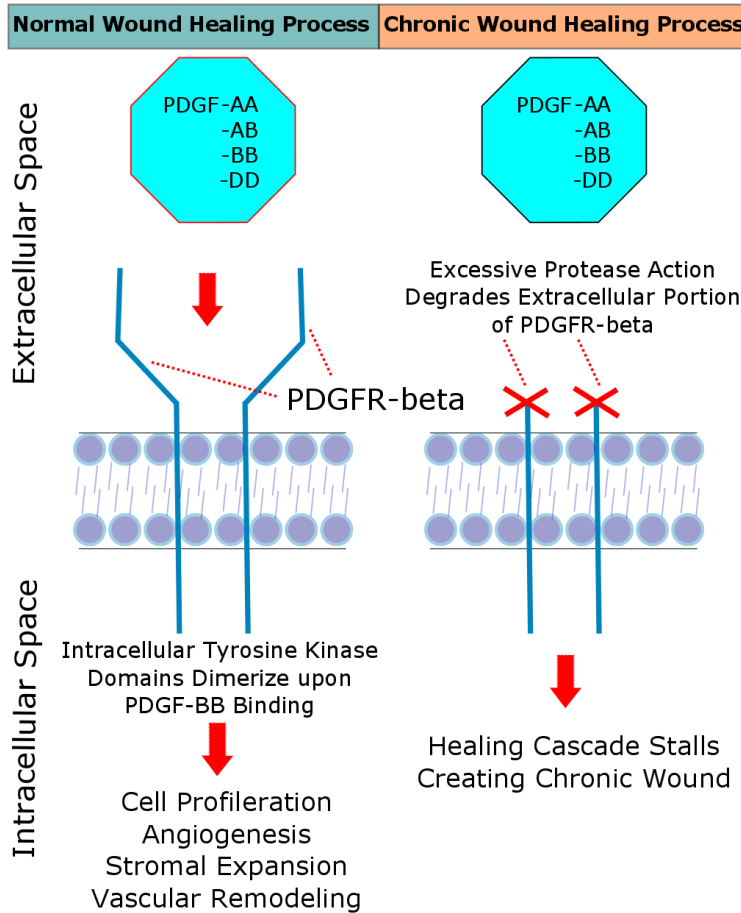 Normal Wound Healing Process
Chronic Wound Healing Process
Extracellular Space
PDGF-AA
-AB
-BB
-DD
PDGF-AA
-AB
-BB
-DD
Excessive Protease Action
Degrades Extracellular Portion
of PDGFR-beta
PDGFR-beta
Intracellular Space
Intracellular Tyrosine Kinase
Domains Dimerize upon
PDGF-BB Binding
Cell Profileration
Angiogenesis
Stromal Expansion
Vascular Remodeling
Healing Cascade Stalls
Creating Chronic Wound